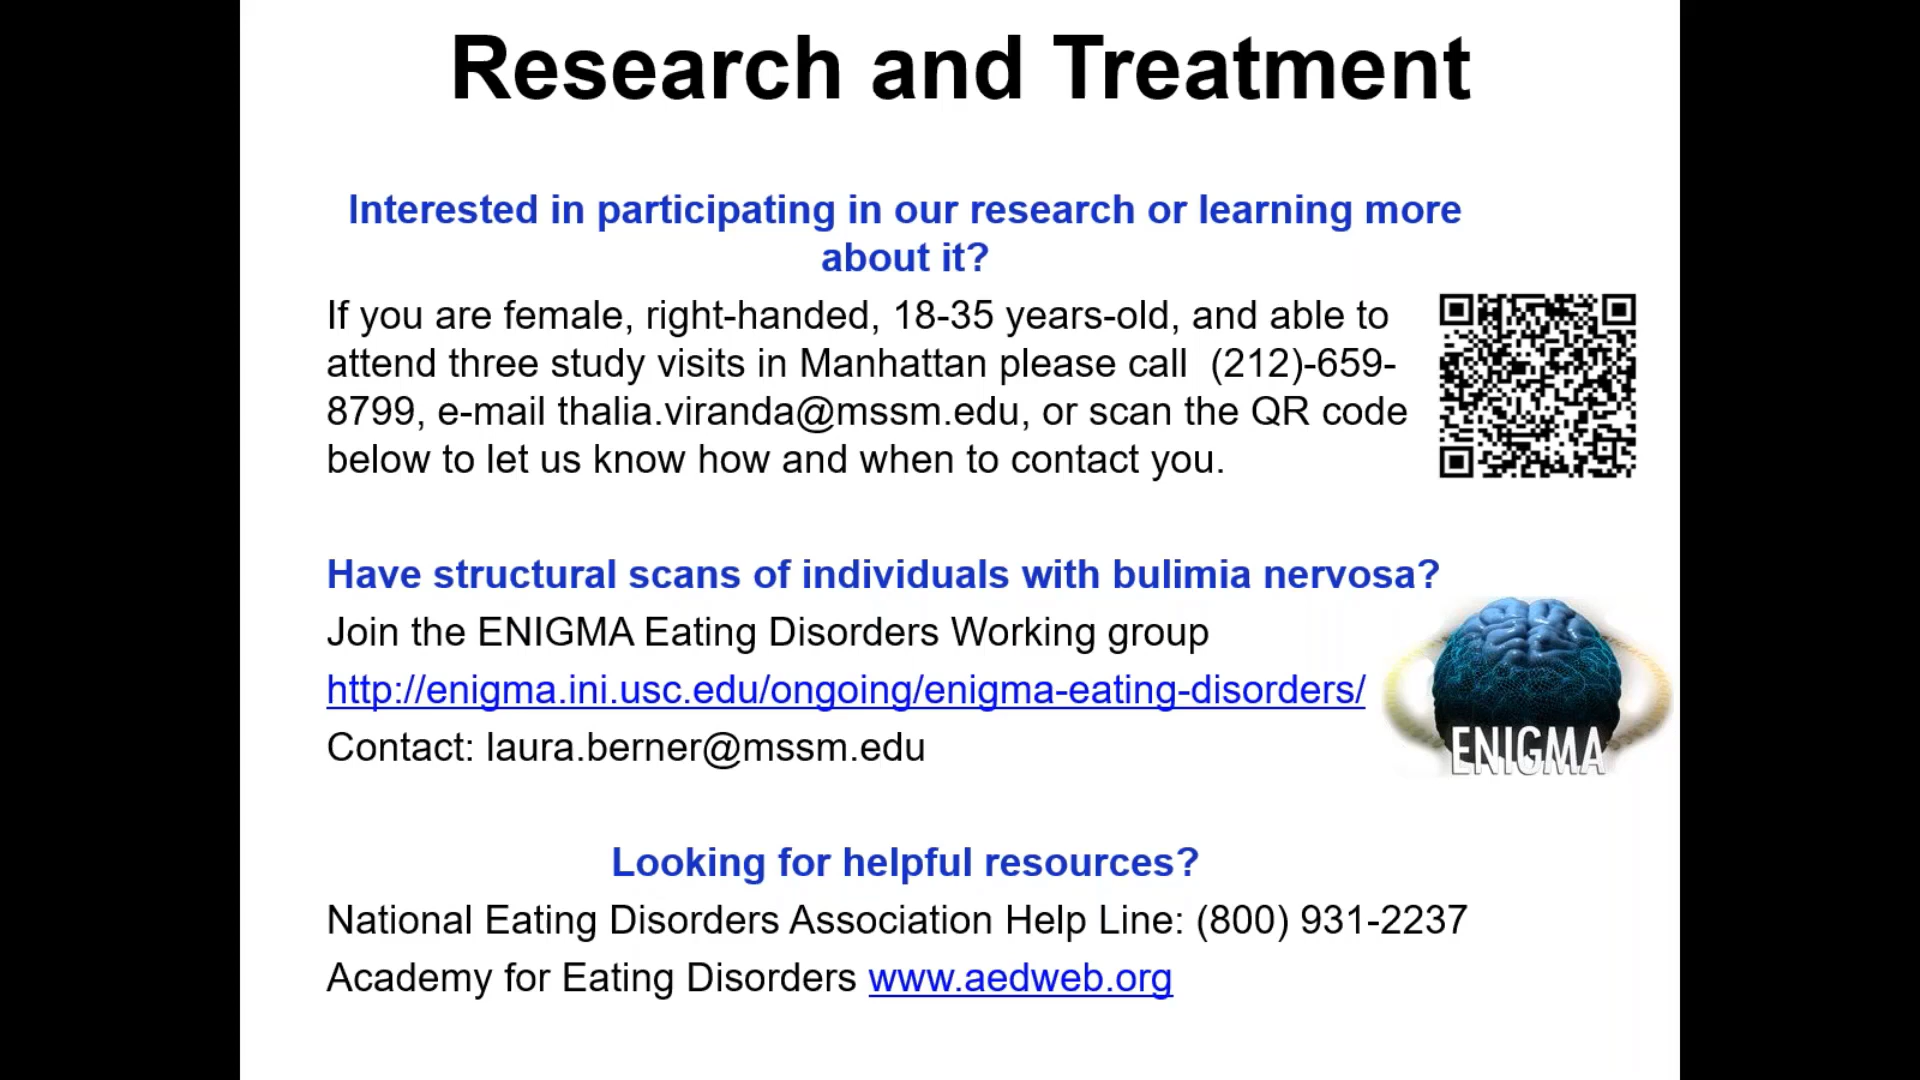 Research and Treatment
Interested in participating in our research or learning more
about it?
If you are female, right-handed, 18-35 years-old, and able to
attend three study visits in Manhattan please call  (212)-659-
8799, e-mail thalia.viranda@mssm.edu, or scan the QR code
below to let us know how and when to contact you.
Have structural scans of individuals with bulimia nervosa?
Join the ENIGMA Eating Disorders Working group
http://enigma.ini.usc.edu/ongoing/enigma-eating-disorders/
Contact: laura.berner@mssm.edu
ENIGMA
Looking for helpful resources?
National Eating Disorders Association Help Line: (800) 931-2237
Academy for Eating Disorders www.aedweb.org